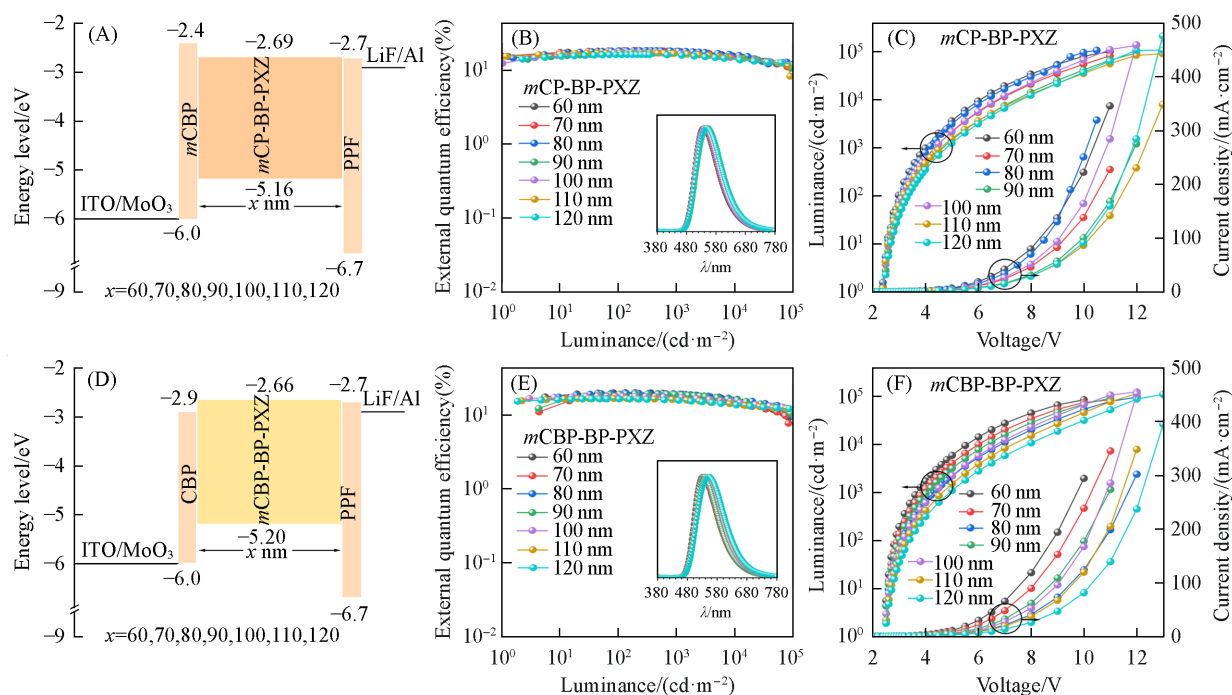 (A)
−2
−3
−4
−5
−6
−9
Energy level/eV
−2.4
−2.69
−2.7
LiF/Al
mCBP
mCP-BP-PXZ
PPF
−5.16
x nm
ITO/MoO₃
−6.0
−6.7
x=60,70,80,90,100,110,120
(B)
10¹
10⁰
10⁻¹
10⁻²
External quantum efficiency(%)
mCP-BP-PXZ
60 nm
70 nm
80 nm
90 nm
100 nm
110 nm
120 nm
380 480 580 680 780
λ/nm
10⁰ 10¹ 10² 10³ 10⁴ 10⁵
Luminance/(cd·m⁻²)
(C)
mCP-BP-PXZ
10⁵
10⁴
10³
10²
10¹
10⁰
Luminance/(cd·m⁻²)
60 nm
70 nm
80 nm
90 nm
100 nm
110 nm
120 nm
500
400
300
200
100
0
Current density/(mA·cm⁻²)
2 4 6 8 10 12
Voltage/V
(D)
−2
−3
−4
−5
−6
−9
Energy level/eV
−2.9
−2.66
−2.7
LiF/Al
CBP
mCBP-BP-PXZ
PPF
−5.20
x nm
ITO/MoO₃
−6.0
−6.7
x=60,70,80,90,100,110,120
(E)
10¹
10⁰
10⁻¹
10⁻²
External quantum efficiency(%)
mCBP-BP-PXZ
60 nm
70 nm
80 nm
90 nm
100 nm
110 nm
120 nm
380 480 580 680 780
λ/nm
10⁰ 10¹ 10² 10³ 10⁴ 10⁵
Luminance/(cd·m⁻²)
(F)
mCBP-BP-PXZ
10⁵
10⁴
10³
10²
10¹
10⁰
Luminance/(cd·m⁻²)
60 nm
70 nm
80 nm
90 nm
100 nm
110 nm
120 nm
500
400
300
200
100
0
Current density/(mA·cm⁻²)
2 4 6 8 10 12
Voltage/V